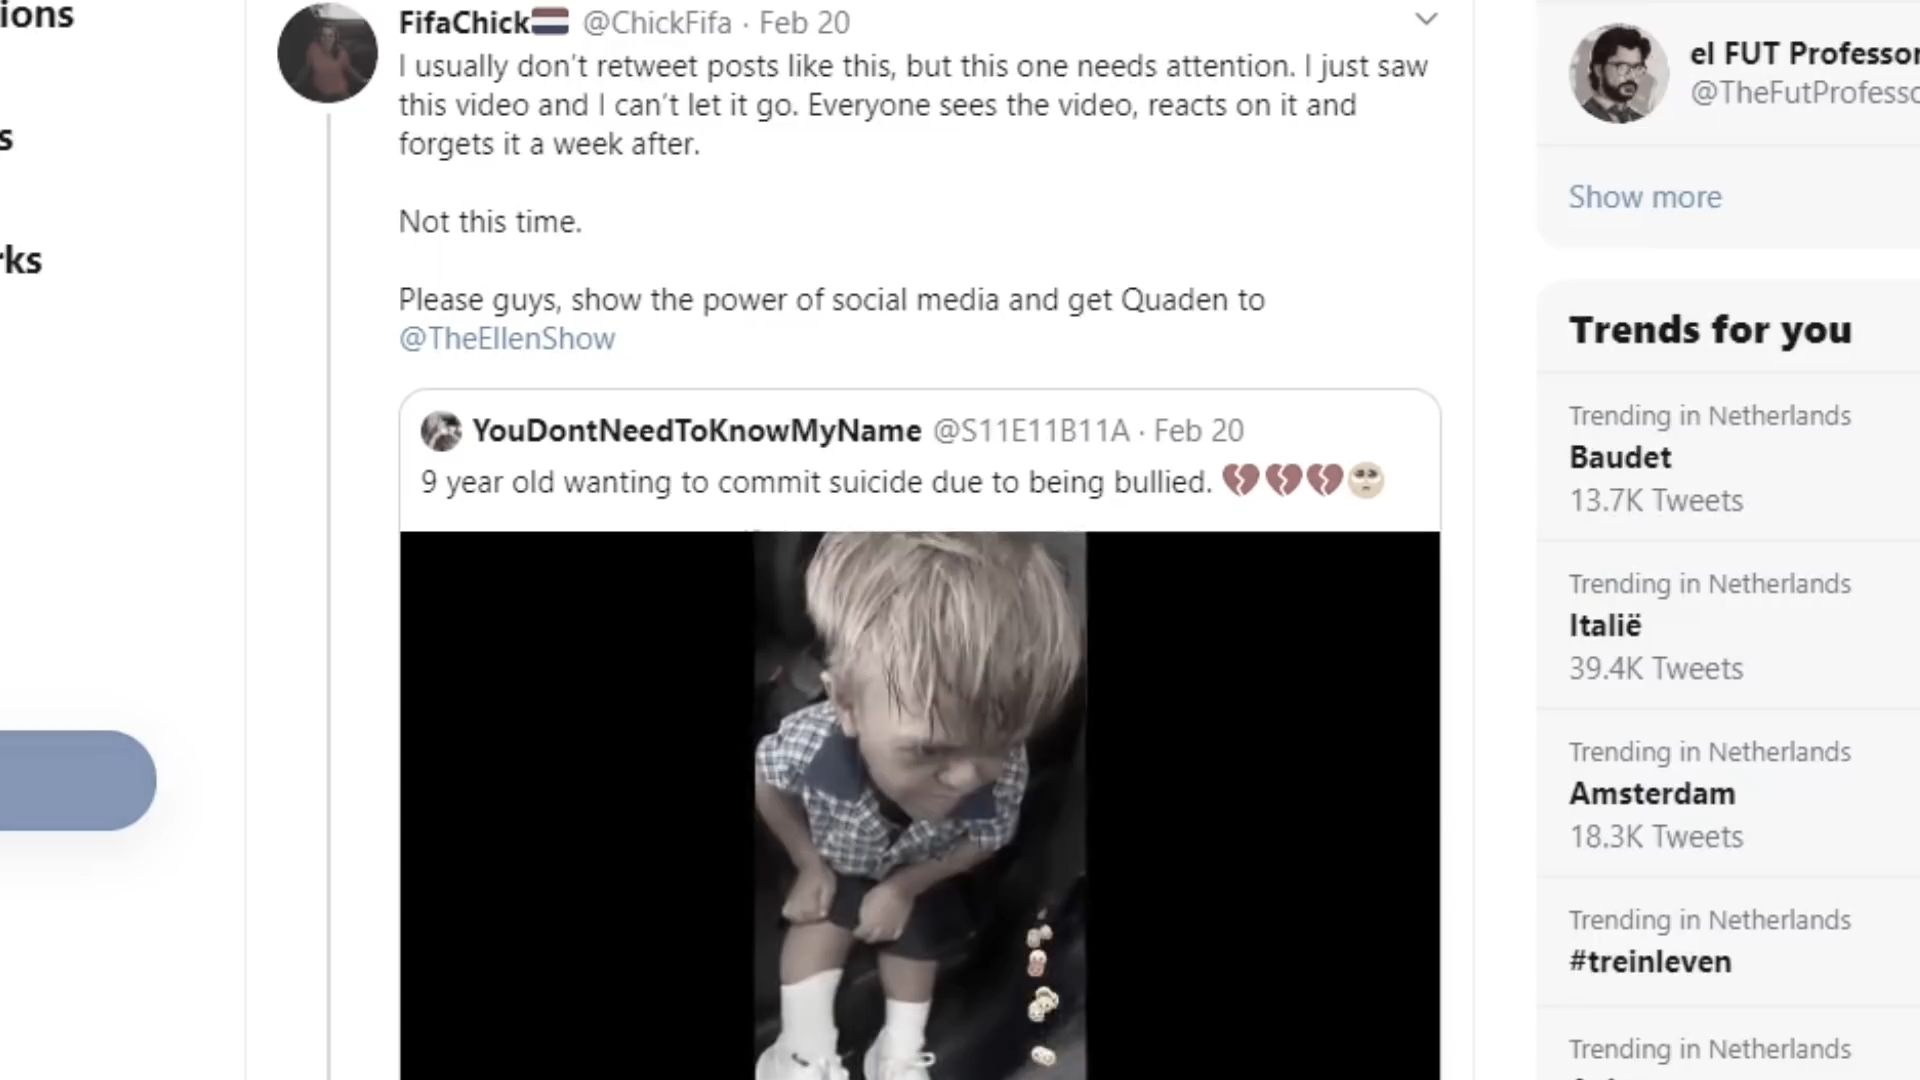 ions
s
rks
FifaChick @ChickFifa · Feb 20
I usually don't retweet posts like this, but this one needs attention. I just saw
this video and I can't let it go. Everyone sees the video, reacts on it and
forgets it a week after.
Not this time.
Please guys, show the power of social media and get Quaden to
@TheEllenShow
YouDontNeedToKnowMyName @S11E11B11A · Feb 20
9 year old wanting to commit suicide due to being bullied. 💔💔💔🥺
el FUT Professor
@TheFutProfesso
Show more
Trends for you
Trending in Netherlands
Baudet
13.7K Tweets
Trending in Netherlands
Italië
39.4K Tweets
Trending in Netherlands
Amsterdam
18.3K Tweets
Trending in Netherlands
#treinleven
Trending in Netherlands